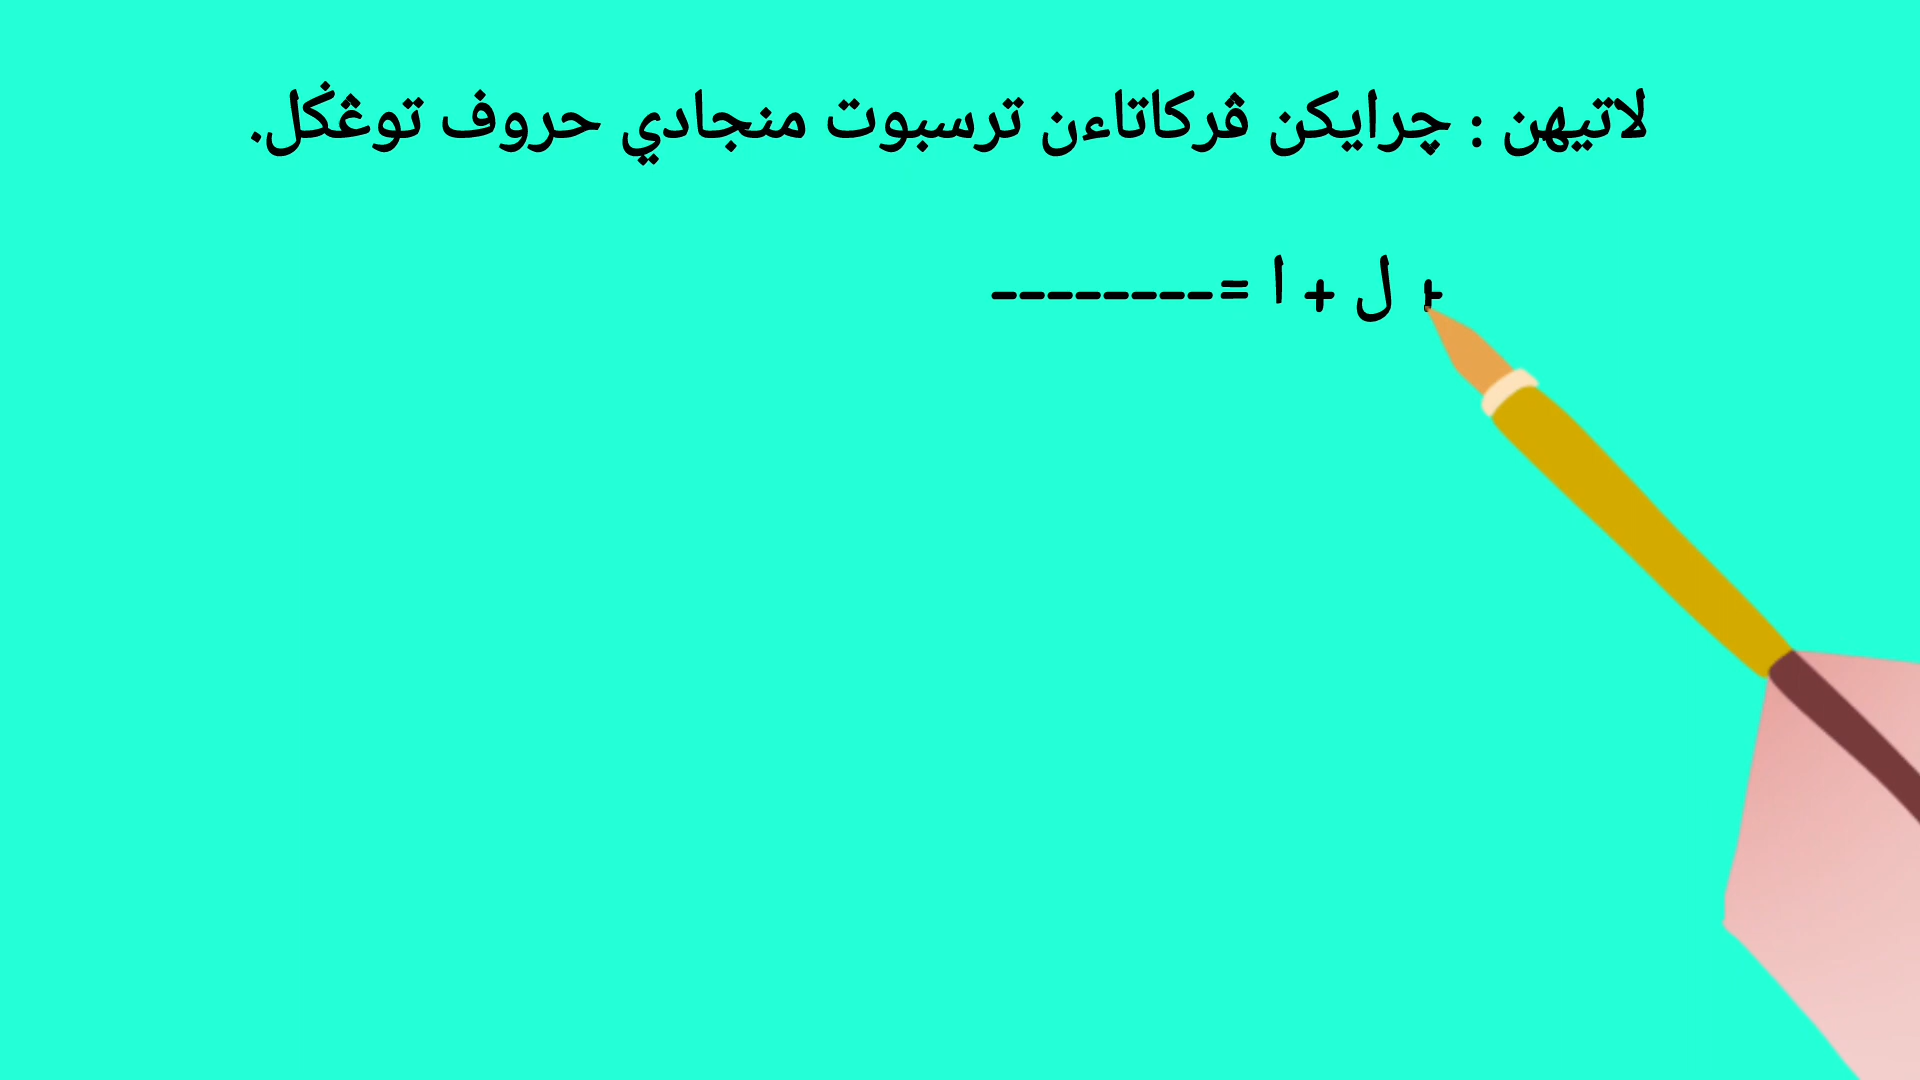 لاتيهن : چرايكن ڤركاتاءن ترسبوت منجادي حروف توڠݢل.
+ ل + ا =--------